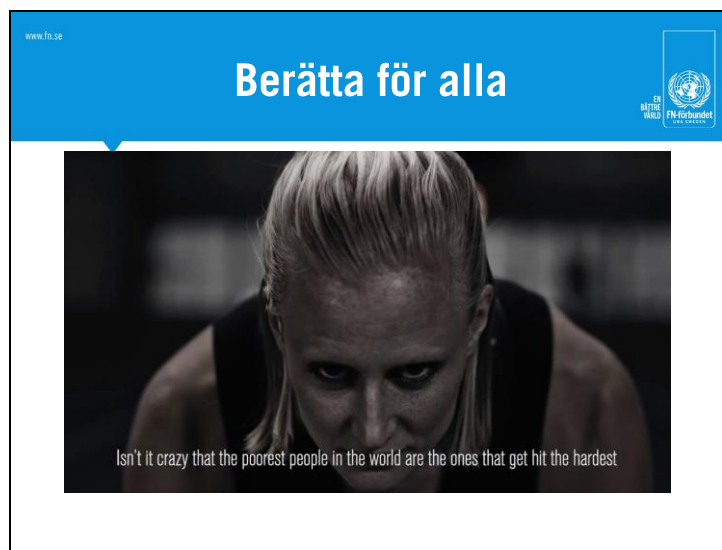 www.fn.se
Berätta för alla
EN
BÄTTRE
VÄRLD
FN-förbundet
UNA SWEDEN
Isn't it crazy that the poorest people in the world are the ones that get hit the hardest